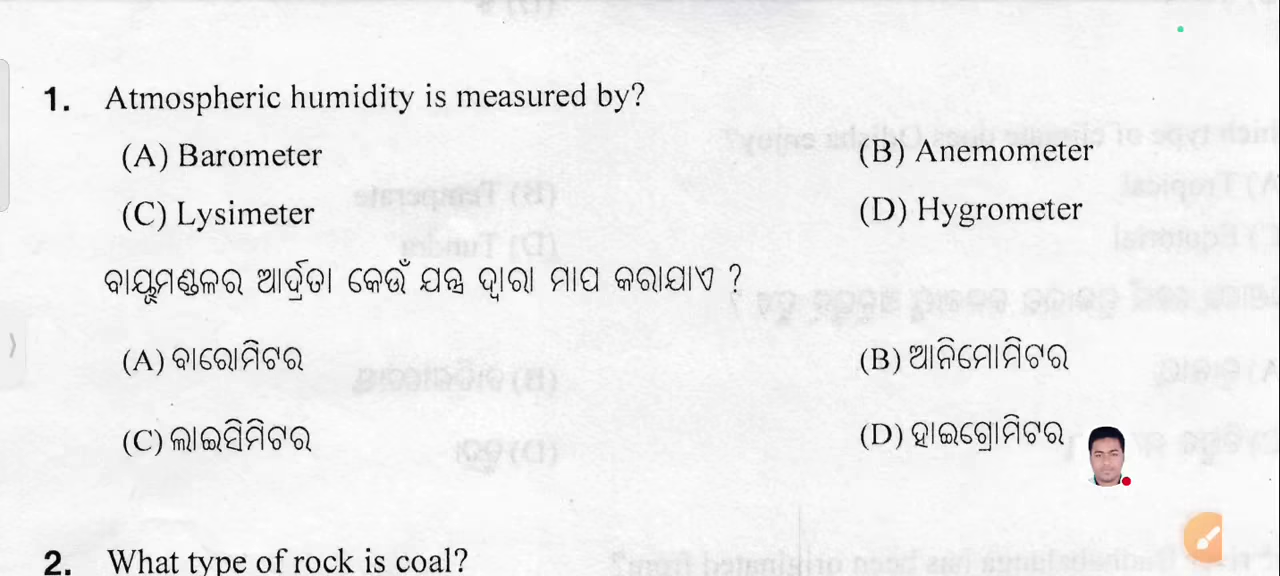 1. Atmospheric humidity is measured by?
(A) Barometer (B) Anemometer
(C) Lysimeter (D) Hygrometer
ବାୟୁମଣ୍ଡଳର ଆର୍ଦ୍ରତା କେଉଁ ଯନ୍ତ୍ର ଦ୍ୱାରା ମାପ କରାଯାଏ ?
(A) ବାରୋମିଟର (B) ଆନିମୋମିଟର
(C) ଲାଇସିମିଟର (D) ହାଇଗ୍ରୋମିଟର
2. What type of rock is coal?